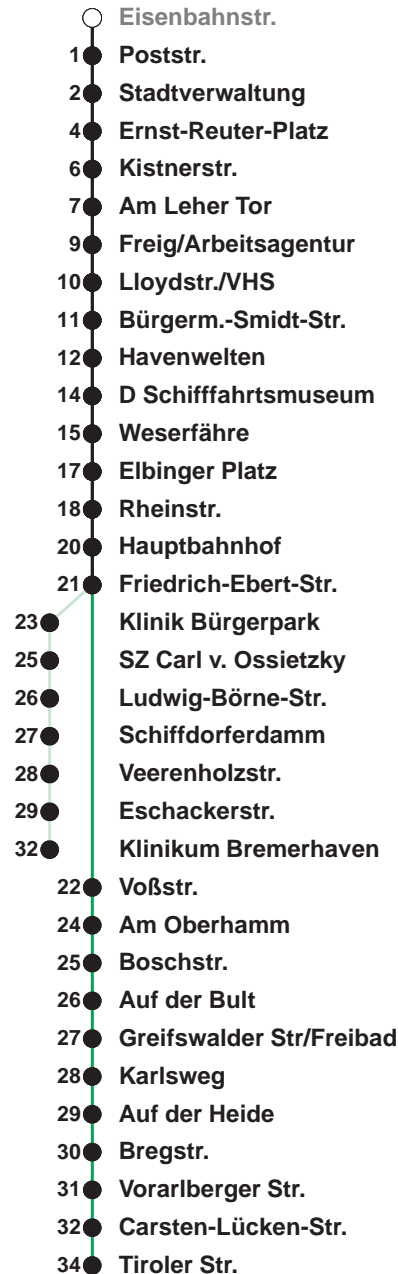 Eisenbahnstr.
1 Poststr.
2 Stadtverwaltung
4 Ernst-Reuter-Platz
6 Kistnerstr.
7 Am Leher Tor
9 Freig/Arbeitsagentur
10 Lloydstr./VHS
11 Bürgerm.-Smidt-Str.
12 Havenwelten
14 D Schifffahrtsmuseum
15 Weserfähre
17 Elbinger Platz
18 Rheinstr.
20 Hauptbahnhof
21 Friedrich-Ebert-Str.
23 Klinik Bürgerpark
25 SZ Carl v. Ossietzky
26 Ludwig-Börne-Str.
27 Schiffdorferdamm
28 Veerenholzstr.
29 Eschackerstr.
32 Klinikum Bremerhaven
22 Voßstr.
24 Am Oberhamm
25 Boschstr.
26 Auf der Bult
27 Greifswalder Str/Freibad
28 Karlsweg
29 Auf der Heide
30 Bregstr.
31 Vorarlberger Str.
32 Carsten-Lücken-Str.
34 Tiroler Str.